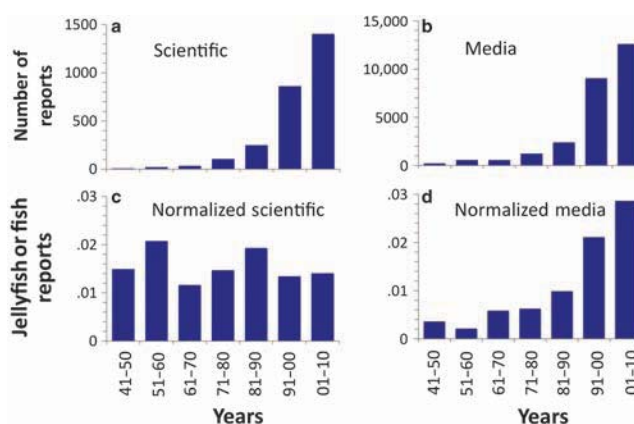 a
Scientific
Number of
reports
1500
1000
500
0
b
Media
15,000
10,000
5000
0
c
Normalized scientific
Jellyfish or fish
reports
.03
.02
.01
0
41–50
51–60
61–70
71–80
81–90
91–00
01–10
Years
d
Normalized media
.03
.02
.01
0
41–50
51–60
61–70
71–80
81–90
91–00
01–10
Years